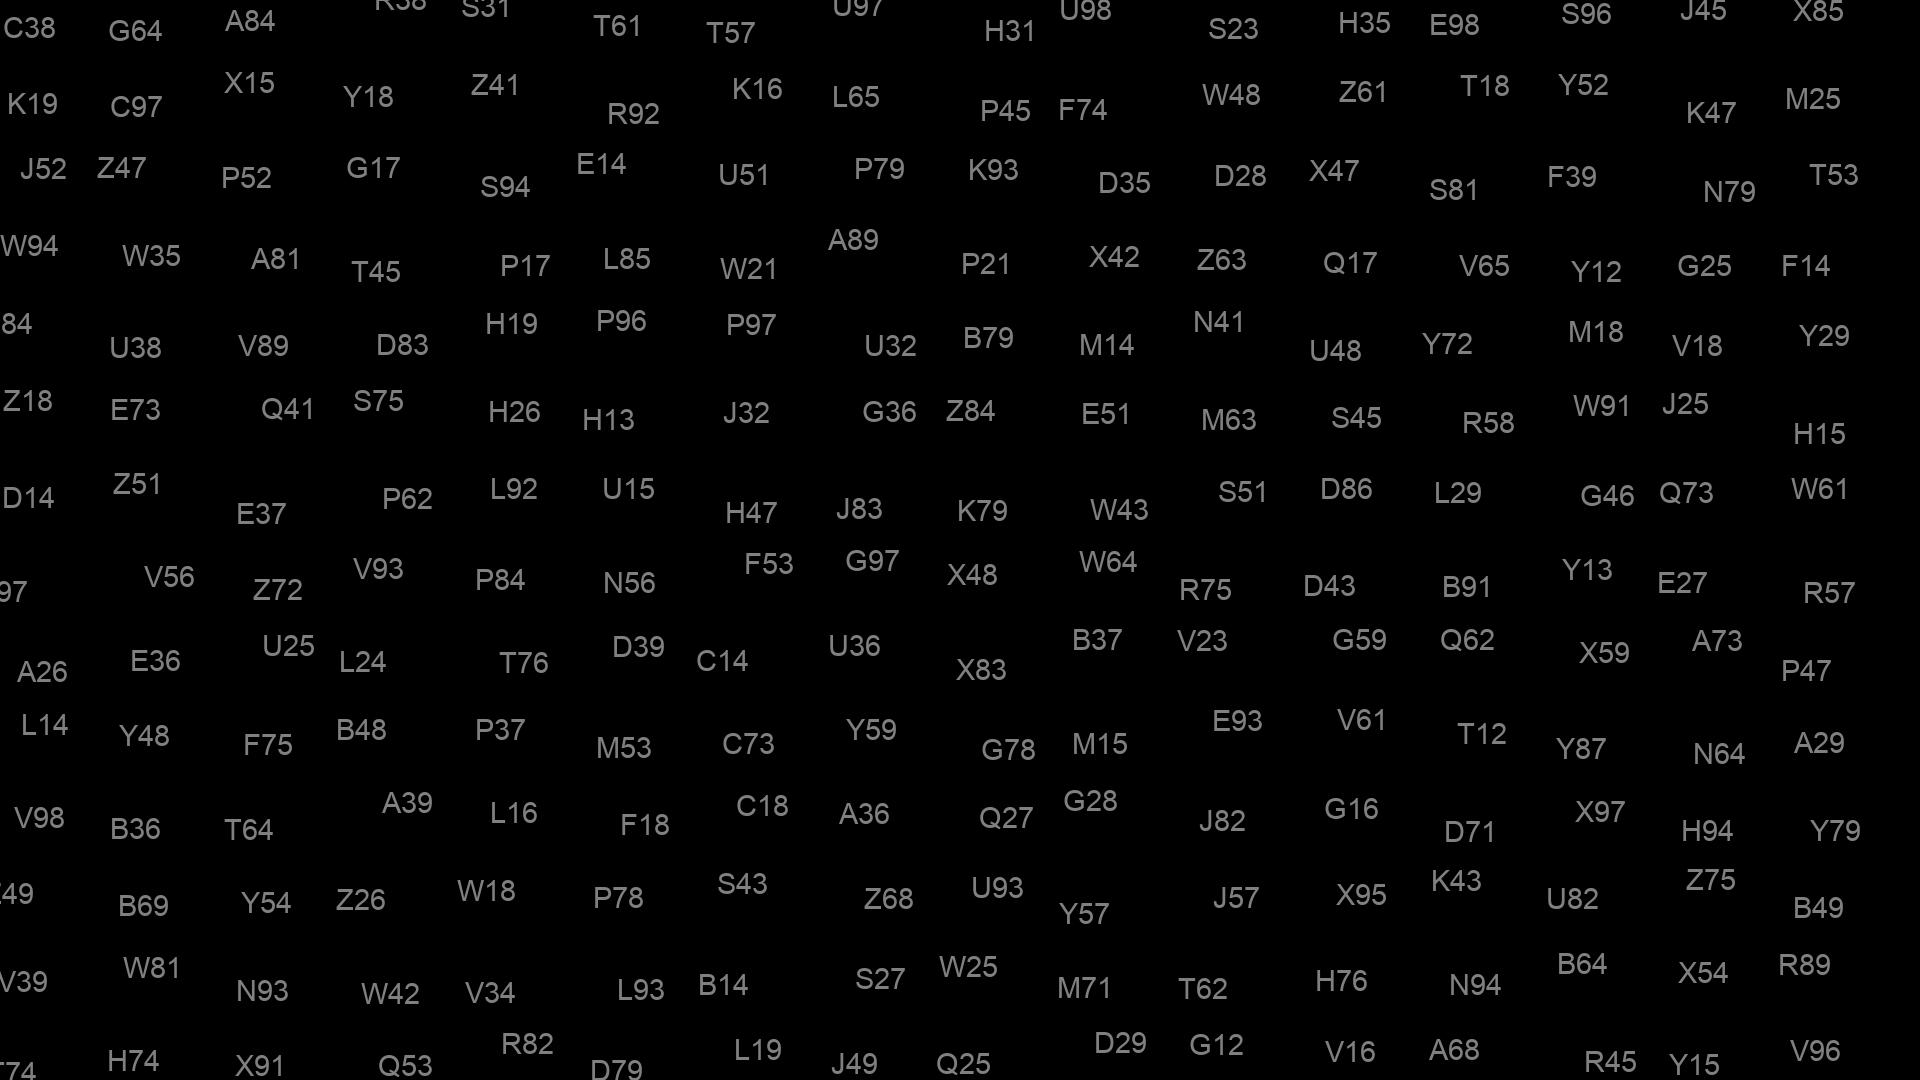 C38 G64 A84 R38 S31 T61 T57 U97 H31 U98 S23 H35 E98 S96 J45 X85
K19 C97 X15 Y18 Z41 R92 K16 L65 P45 F74 W48 Z61 T18 Y52 K47 M25
J52 Z47 P52 G17 S94 E14 U51 P79 K93 D35 D28 X47 S81 F39 N79 T53
W94 W35 A81 T45 P17 L85 W21 A89 P21 X42 Z63 Q17 V65 Y12 G25 F14
84 U38 V89 D83 H19 P96 P97 U32 B79 M14 N41 U48 Y72 M18 V18 Y29
Z18 E73 Q41 S75 H26 H13 J32 G36 Z84 E51 M63 S45 R58 W91 J25 H15
D14 Z51 E37 P62 L92 U15 H47 J83 K79 W43 S51 D86 L29 G46 Q73 W61
97 V56 Z72 V93 P84 N56 F53 G97 X48 W64 R75 D43 B91 Y13 E27 R57
A26 E36 U25 L24 T76 D39 C14 U36 X83 B37 V23 G59 Q62 X59 A73 P47
L14 Y48 F75 B48 P37 M53 C73 Y59 G78 M15 E93 V61 T12 Y87 N64 A29
V98 B36 T64 A39 L16 F18 C18 A36 Q27 G28 J82 G16 D71 X97 H94 Y79
49 B69 Y54 Z26 W18 P78 S43 Z68 U93 Y57 J57 X95 K43 U82 Z75 B49
V39 W81 N93 W42 V34 L93 B14 S27 W25 M71 T62 H76 N94 B64 X54 R89
74 H74 X91 Q53 R82 D79 L19 J49 Q25 D29 G12 V16 A68 R45 Y15 V96